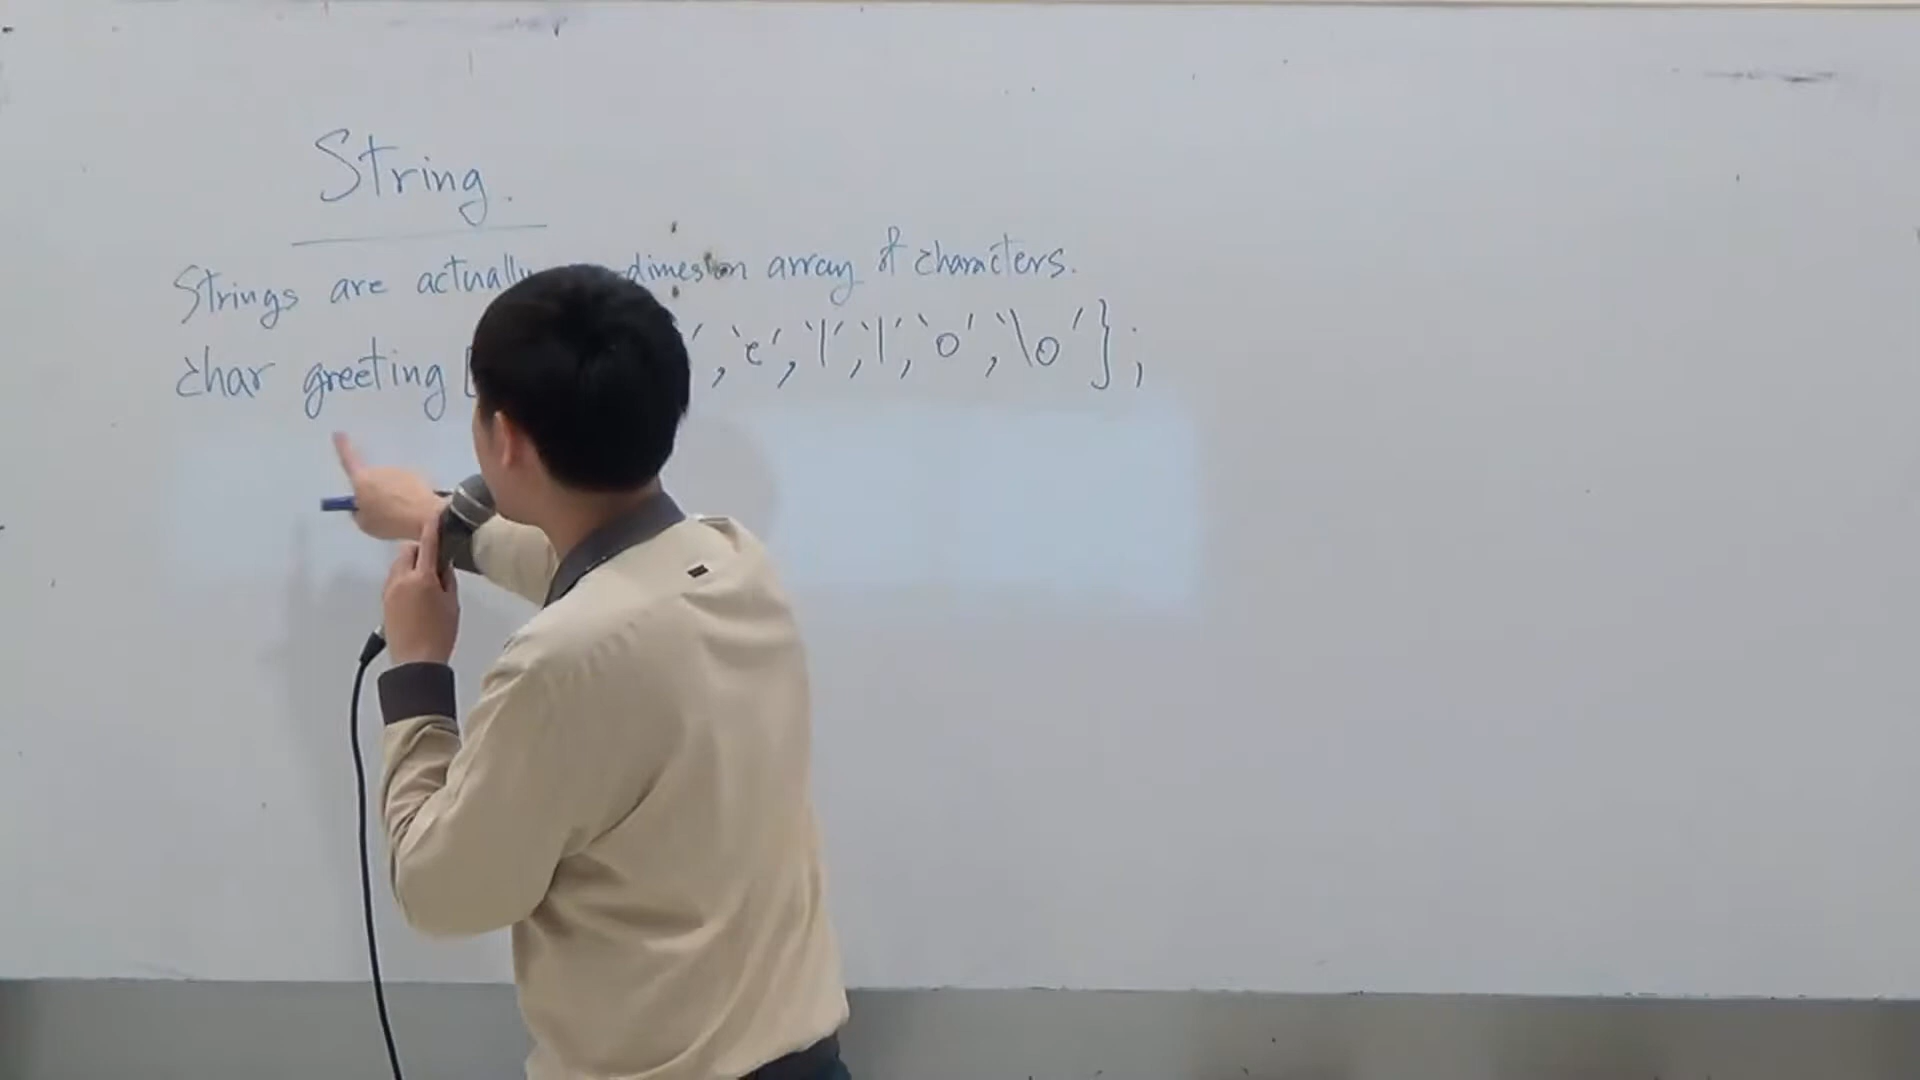 String.
Strings are actually -dimesion array of characters.
char greeting [ ', 'e', 'l', 'l', 'o', '\0' };